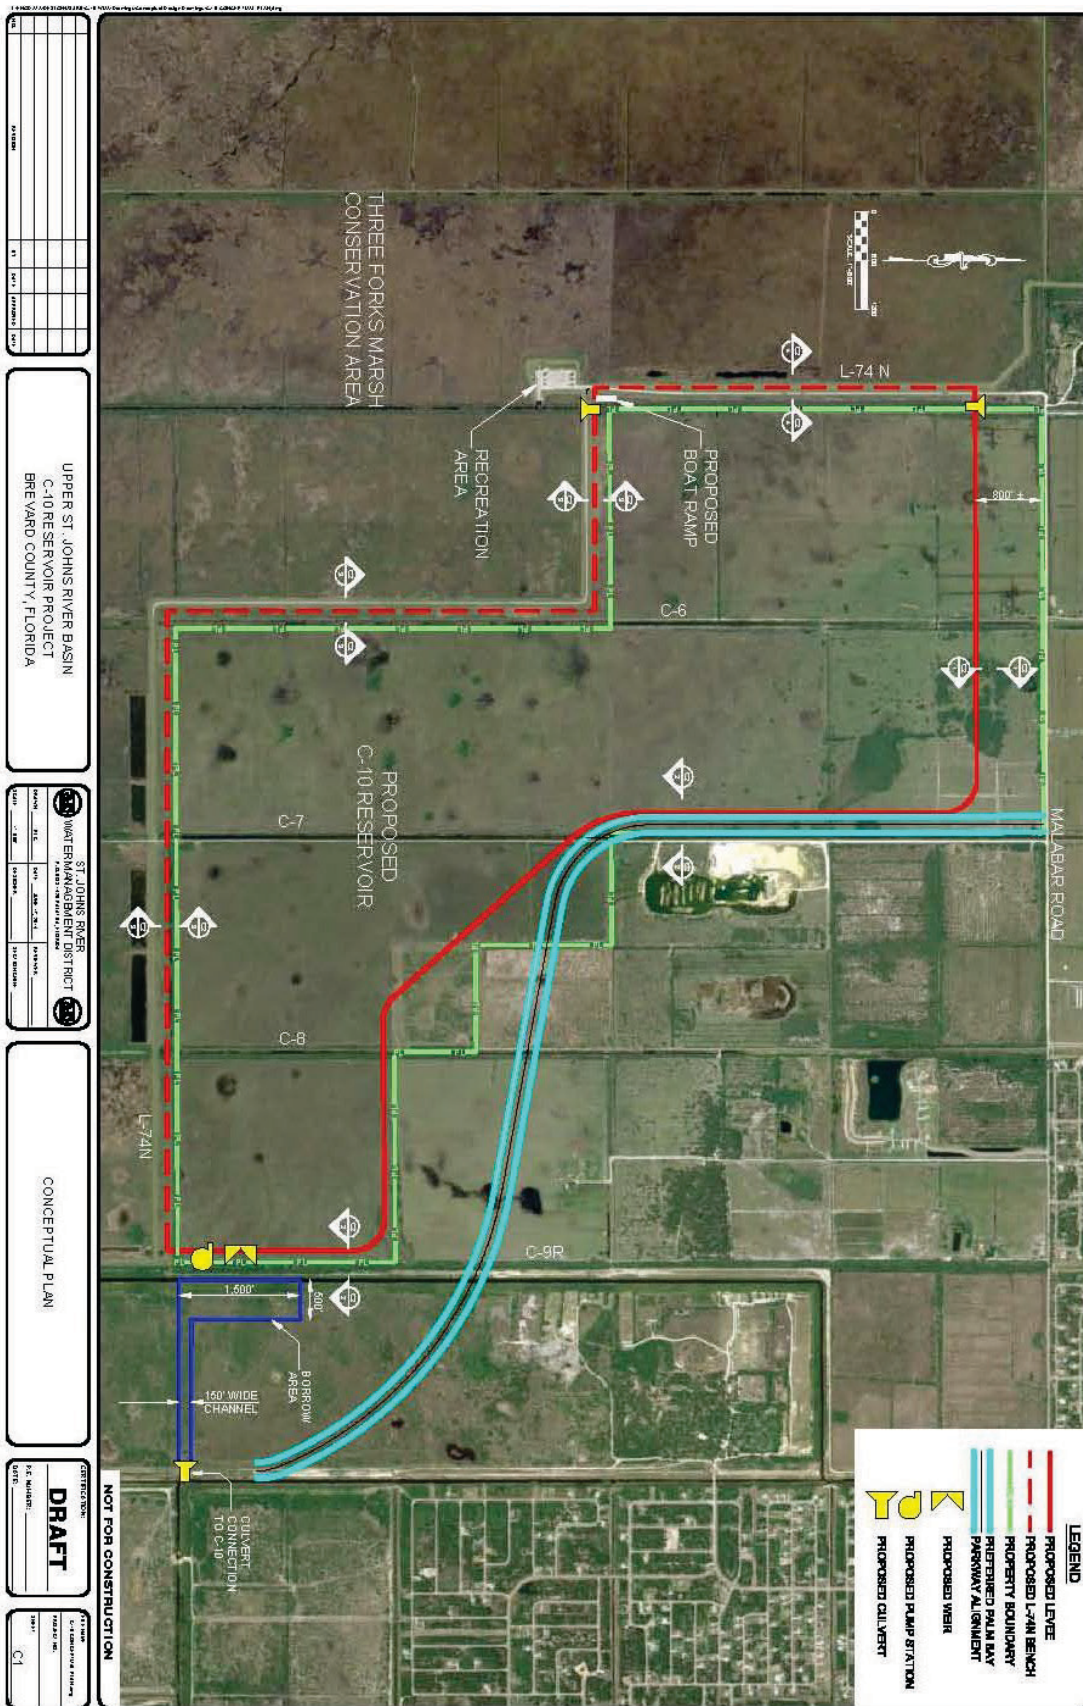 LEGEND
PROPOSED LEVEE
PROPOSED L-74N BENCH
PROPERTY BOUNDARY
PREFERRED PALM BAY
PARKWAY ALIGNMENT
PROPOSED WEIR
PROPOSED PUMP STATION
PROPOSED CULVERT
MALABAR ROAD
THREE FORKS MARSH
CONSERVATION AREA
L-74 N
800' ±
PROPOSED
BOAT RAMP
RECREATION
AREA
C-6
PROPOSED
C-10 RESERVOIR
C-7
C-8
C-9R
L-74N
1,500'
500'
BORROW
AREA
150' WIDE
CHANNEL
CULVERT
CONNECTION
TO C-10
NOT FOR CONSTRUCTION
UPPER ST. JOHNS RIVER BASIN
C-10 RESERVOIR PROJECT
BREVARD COUNTY, FLORIDA
ST. JOHNS RIVER
WATER MANAGEMENT DISTRICT
CONCEPTUAL PLAN
DRAFT
C1